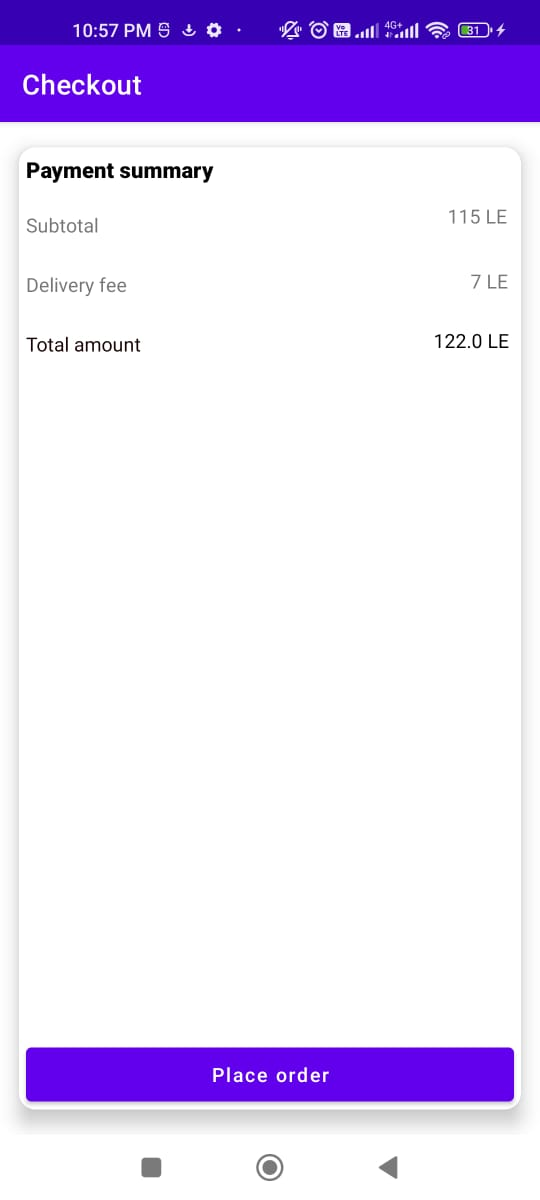 10:57 PM 4G+ 31
Checkout
Payment summary
Subtotal 115 LE
Delivery fee 7 LE
Total amount 122.0 LE
Place order